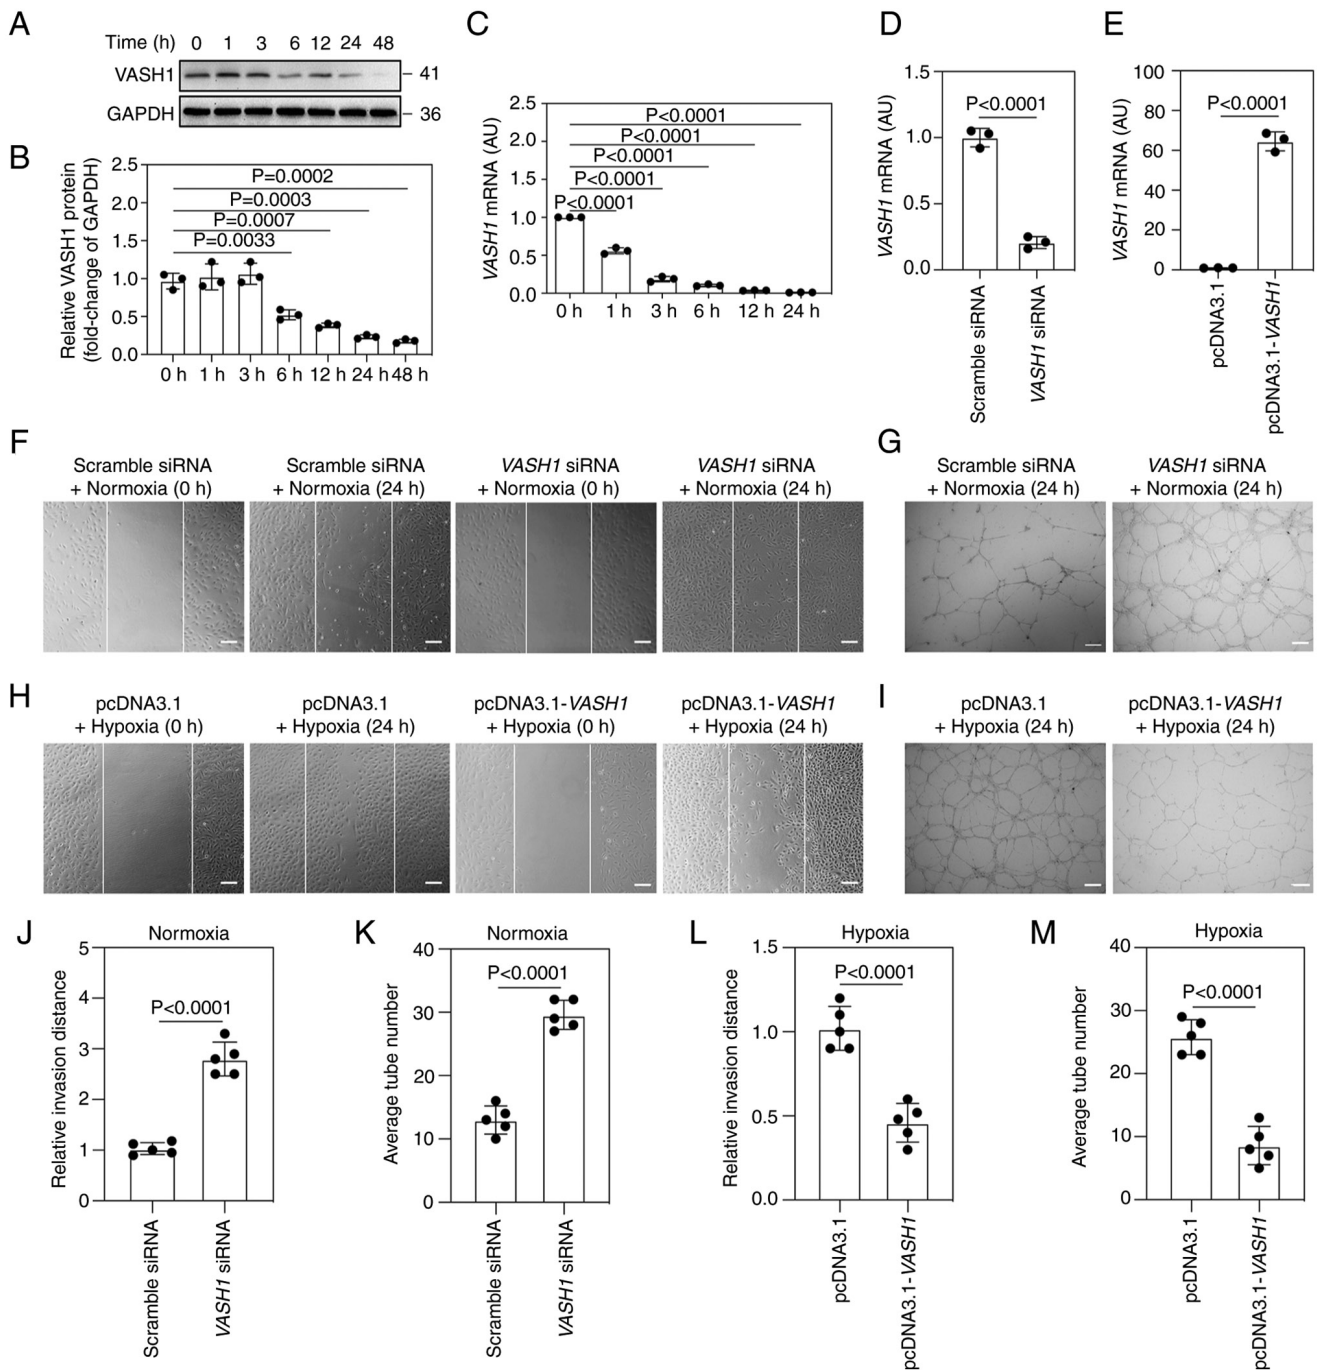 A
Time (h) 0 1 3 6 12 24 48
VASH1 41
GAPDH 36
B
Relative VASH1 protein
(fold-change of GAPDH)
2.5
2.0
1.5
1.0
0.5
0.0
P=0.0002
P=0.0003
P=0.0007
P=0.0033
0 h 1 h 3 h 6 h 12 h 24 h 48 h
C
VASH1 mRNA (AU)
2.5
2.0
1.5
1.0
0.5
0.0
P<0.0001
P<0.0001
P<0.0001
P<0.0001
P<0.0001
0 h 1 h 3 h 6 h 12 h 24 h
D
VASH1 mRNA (AU)
1.5
1.0
0.5
0.0
P<0.0001
Scramble siRNA
VASH1 siRNA
E
VASH1 mRNA (AU)
100
80
60
40
20
0
P<0.0001
pcDNA3.1
pcDNA3.1-VASH1
F
Scramble siRNA
+ Normoxia (0 h)
Scramble siRNA
+ Normoxia (24 h)
VASH1 siRNA
+ Normoxia (0 h)
VASH1 siRNA
+ Normoxia (24 h)
G
Scramble siRNA
+ Normoxia (24 h)
VASH1 siRNA
+ Normoxia (24 h)
H
pcDNA3.1
+ Hypoxia (0 h)
pcDNA3.1
+ Hypoxia (24 h)
pcDNA3.1-VASH1
+ Hypoxia (0 h)
pcDNA3.1-VASH1
+ Hypoxia (24 h)
I
pcDNA3.1
+ Hypoxia (24 h)
pcDNA3.1-VASH1
+ Hypoxia (24 h)
J
Normoxia
Relative invasion distance
5
4
3
2
1
0
P<0.0001
Scramble siRNA
VASH1 siRNA
K
Normoxia
Average tube number
40
30
20
10
0
P<0.0001
Scramble siRNA
VASH1 siRNA
L
Hypoxia
Relative invasion distance
1.5
1.0
0.5
0.0
P<0.0001
pcDNA3.1
pcDNA3.1-VASH1
M
Hypoxia
Average tube number
40
30
20
10
0
P<0.0001
pcDNA3.1
pcDNA3.1-VASH1